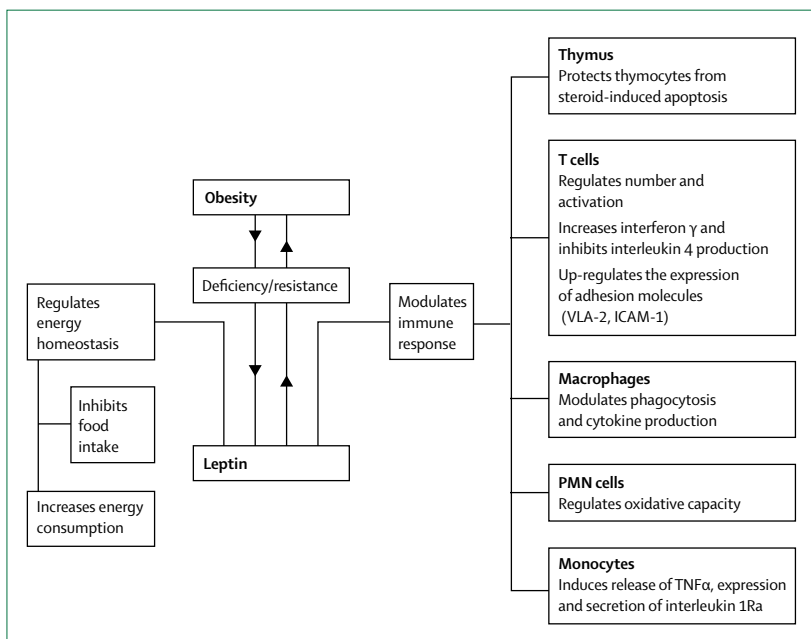 Obesity
Deficiency/resistance
Leptin
Regulates
energy
homeostasis
Inhibits
food
intake
Increases energy
consumption
Modulates
immune
response
Thymus
Protects thymocytes from
steroid-induced apoptosis
T cells
Regulates number and
activation
Increases interferon γ and
inhibits interleukin 4 production
Up-regulates the expression
of adhesion molecules
(VLA-2, ICAM-1)
Macrophages
Modulates phagocytosis
and cytokine production
PMN cells
Regulates oxidative capacity
Monocytes
Induces release of TNFα, expression
and secretion of interleukin 1Ra